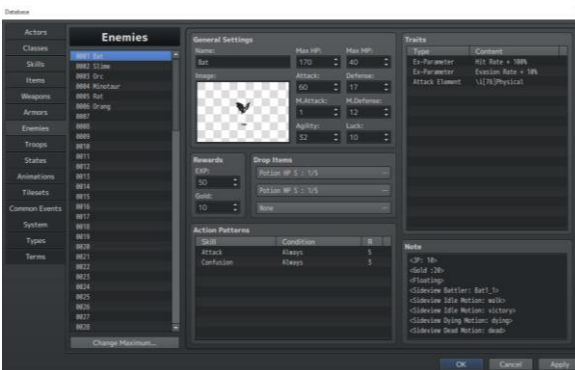 Database
Actors
Classes
Skills
Items
Weapons
Armors
Enemies
Troops
States
Animations
Tilesets
Common Events
System
Types
Terms
Enemies
0001 Bat
0002 Slime
0003 Orc
0004 Minotaur
0005 Rat
0006 Orang
0007
0008
0009
0010
0011
0012
0013
0014
0015
0016
0017
0018
0019
0020
0021
0022
0023
0024
0025
0026
0027
0028
Change Maximum...
General Settings
Name: Max HP: Max MP:
Bat 170 40
Image: Attack: Defense:
60 17
M.Attack: M.Defense:
1 12
Agility: Luck:
32 10
Rewards
EXP:
50
Gold:
10
Drop Items
Potion HP S : 1/5
Potion MP S : 1/5
None
Action Patterns
Skill Condition R
Attack Always 5
Confusion Always 3
Traits
Type Content
Ex-Parameter Hit Rate + 100%
Ex-Parameter Evasion Rate + 10%
Attack Element \i[76]Physical
Note
<JP: 10>
<Gold :20>
<Floating>
<Sideview Battler: Bat1_1>
<Sideview Idle Motion: walk>
<Sideview Idle Motion: victory>
<Sideview Dying Motion: dying>
<Sideview Dead Motion: dead>
OK Cancel Apply